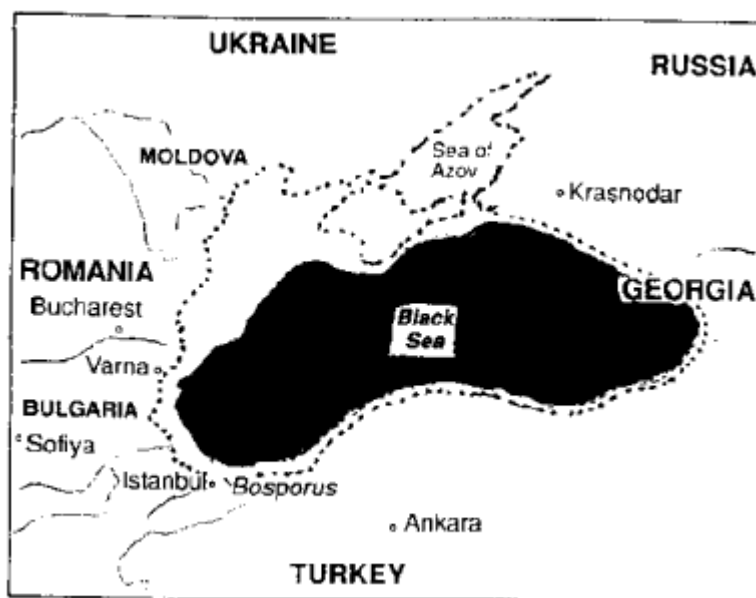 UKRAINE
RUSSIA
MOLDOVA
Sea of
Azov
Krasnodar
ROMANIA
GEORGIA
Bucharest
Black
Sea
Varna
BULGARIA
Sofiya
Istanbul
Bosporus
Ankara
TURKEY